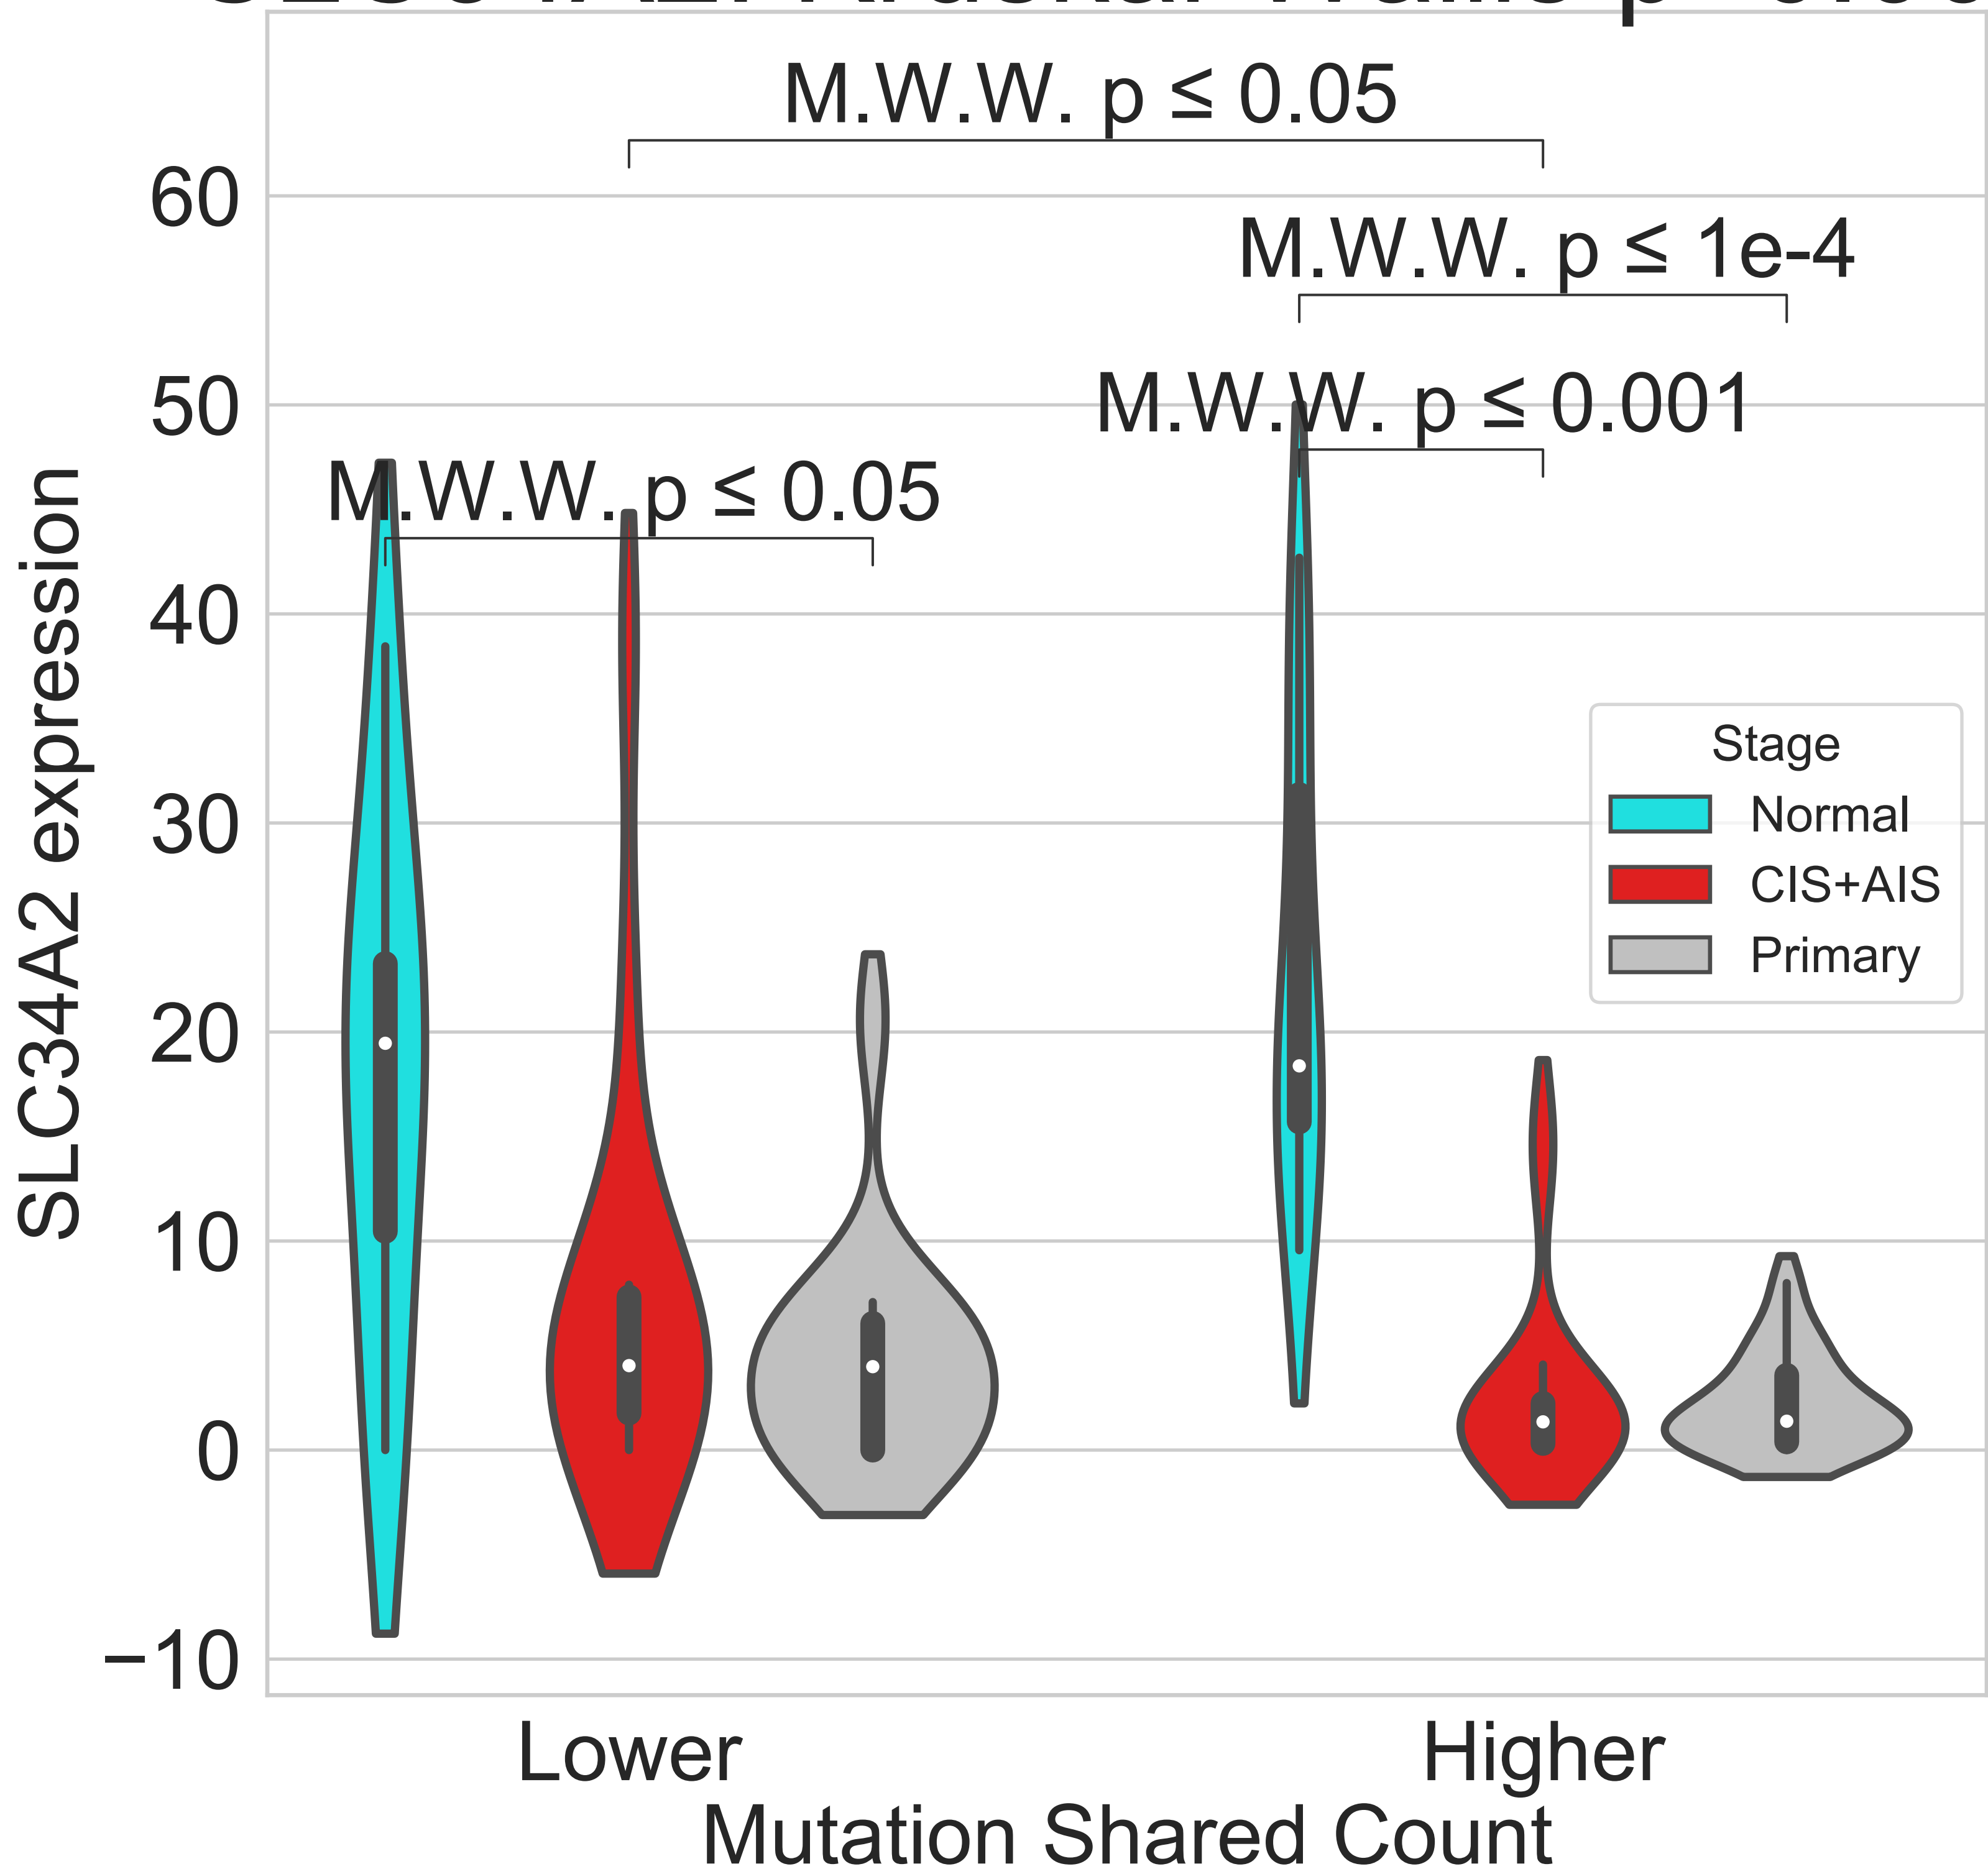 M.W.W. p ≤ 0.05
60
M.W.W. p ≤ 1e-4
50
M.W.W. p ≤ 0.001
M.W.W. p ≤ 0.05
40
30
20
10
0
−10
SLC34A2 expression
Stage
Normal
CIS+AIS
Primary
Lower
Higher
Mutation Shared Count